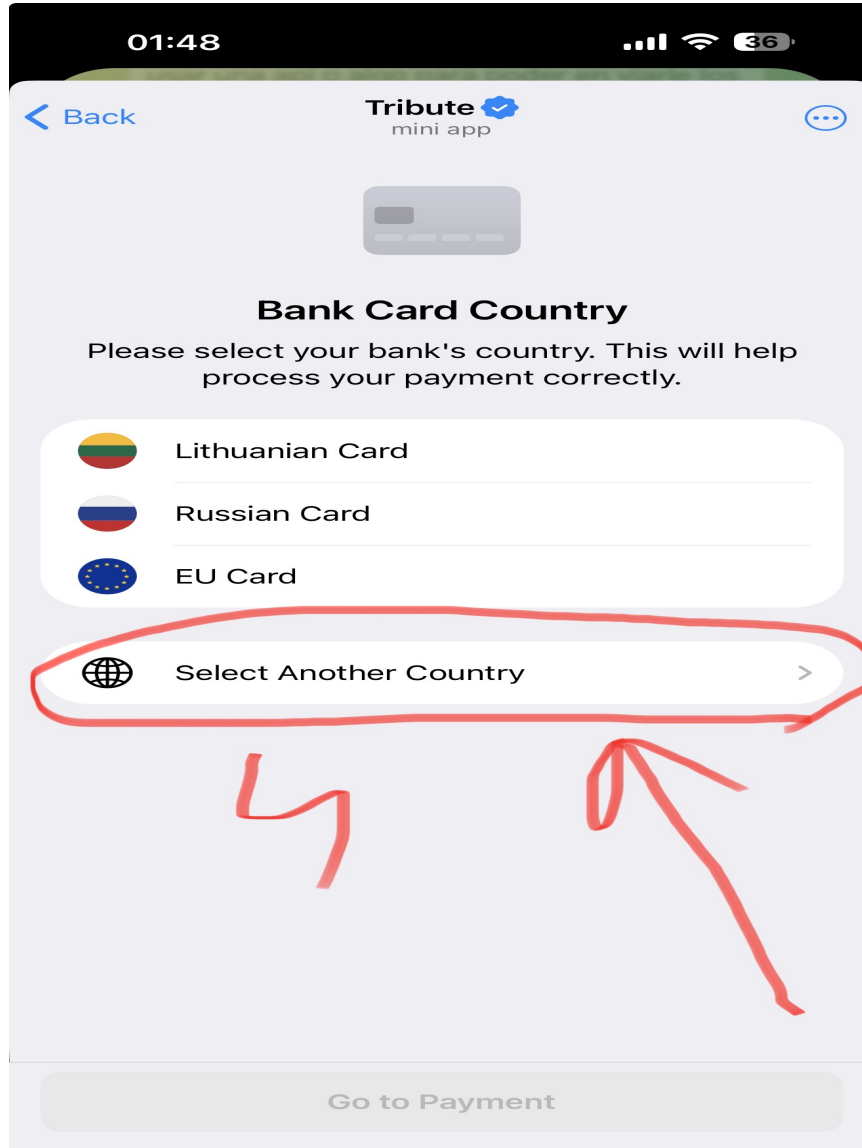 01:48
36
Back
Tribute
mini app
Bank Card Country
Please select your bank's country. This will help
process your payment correctly.
Lithuanian Card
Russian Card
EU Card
Select Another Country
4
Go to Payment